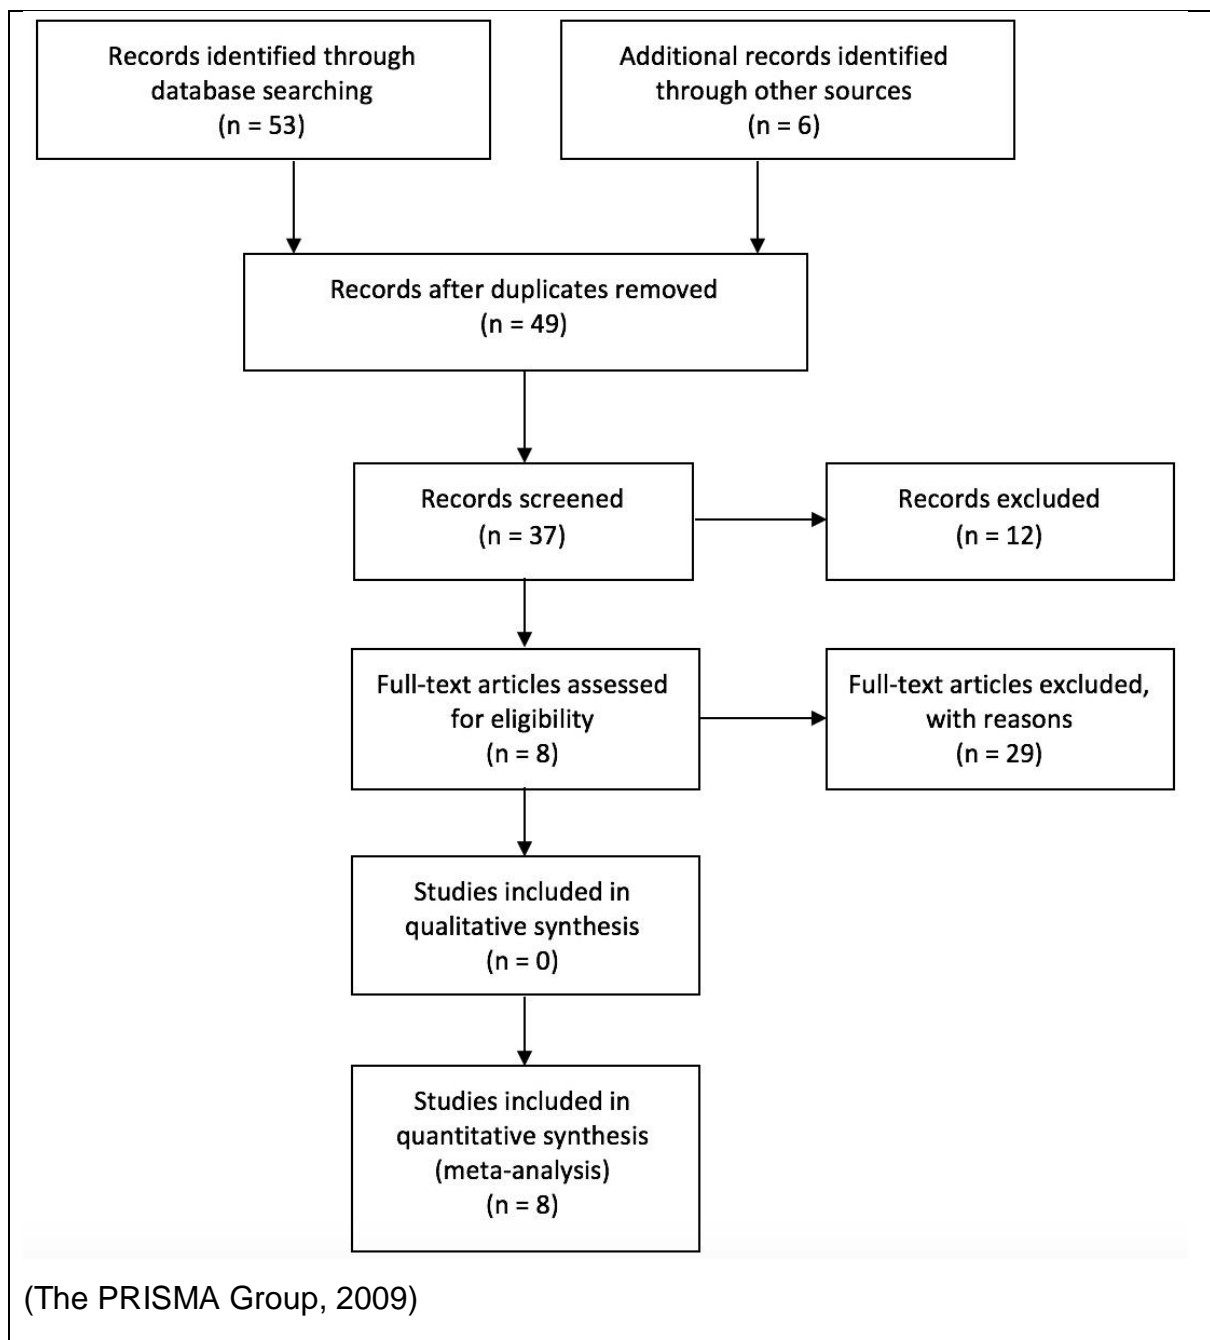 Records identified through
database searching
(n = 53)
Additional records identified
through other sources
(n = 6)
Records after duplicates removed
(n = 49)
Records screened
(n = 37)
Records excluded
(n = 12)
Full-text articles assessed
for eligibility
(n = 8)
Full-text articles excluded,
with reasons
(n = 29)
Studies included in
qualitative synthesis
(n = 0)
Studies included in
quantitative synthesis
(meta-analysis)
(n = 8)
(The PRISMA Group, 2009)